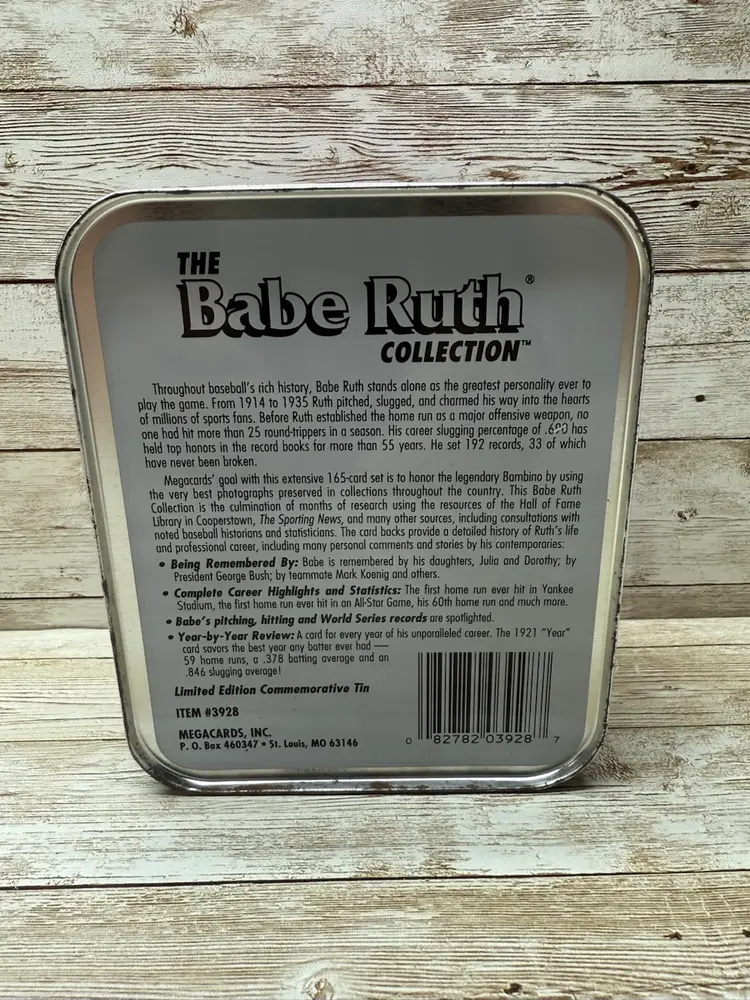 THE
Babe Ruth®
COLLECTION™
Throughout baseball's rich history, Babe Ruth stands alone as the greatest personality ever to
play the game. From 1914 to 1935 Ruth pitched, slugged, and charmed his way into the hearts
of millions of sports fans. Before Ruth established the home run as a major offensive weapon, no
one had hit more than 25 round-trippers in a season. His career slugging percentage of .690 has
held top honors in the record books for more than 55 years. He set 192 records, 33 of which
have never been broken.
Megacards' goal with this extensive 165-card set is to honor the legendary Bambino by using
the very best photographs preserved in collections throughout the country. This Babe Ruth
Collection is the culmination of months of research using the resources of the Hall of Fame
Library in Cooperstown, The Sporting News, and many other sources, including consultations with
noted baseball historians and statisticians. The card backs provide a detailed history of Ruth's life
and professional career, including many personal comments and stories by his contemporaries:
• Being Remembered By: Babe is remembered by his daughters, Julia and Dorothy; by
President George Bush; by teammate Mark Koenig and others.
• Complete Career Highlights and Statistics: The first home run ever hit in Yankee
Stadium, the first home run ever hit in an All-Star Game, his 60th home run and much more.
• Babe's pitching, hitting and World Series records are spotlighted.
• Year-by-Year Review: A card for every year of his unparalleled career. The 1921 "Year"
card savors the best year any batter ever had —
59 home runs, a .378 batting average and an
.846 slugging average!
Limited Edition Commemorative Tin
ITEM #3928
MEGACARDS, INC.
P. O. Box 460347 • St. Louis, MO 63146
0 82782 03928 7